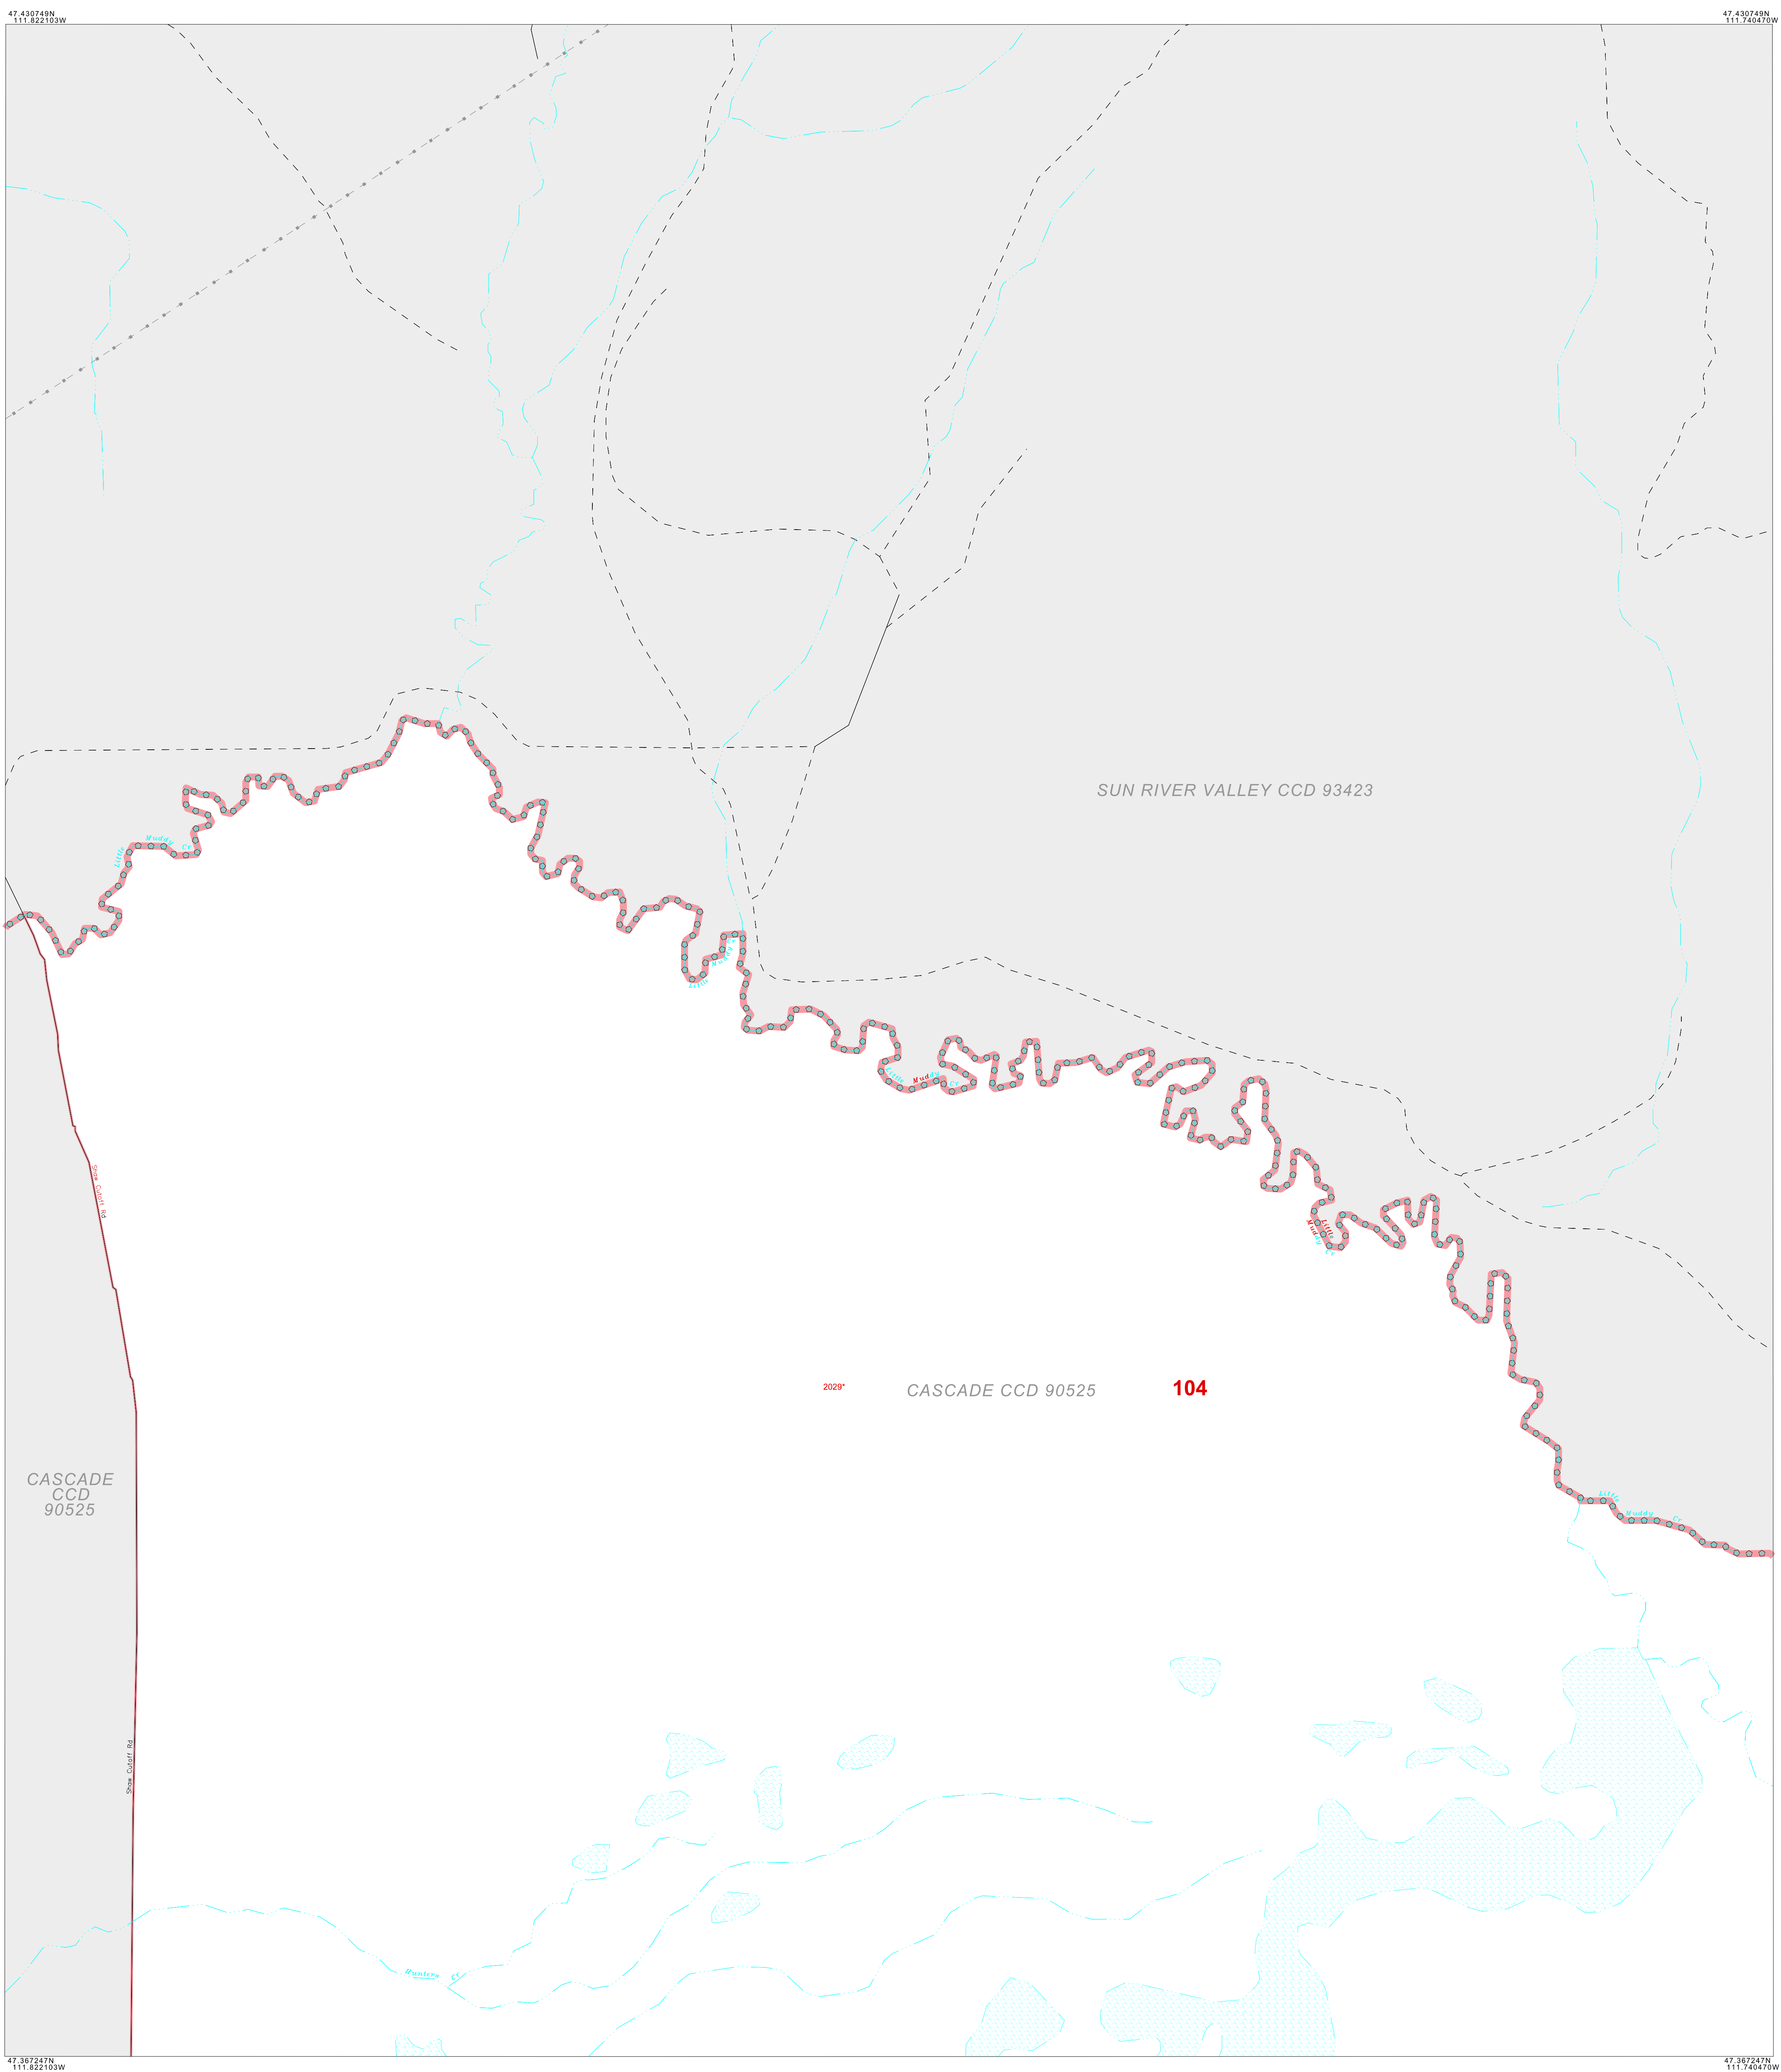 47.430749N
111.822103W
47.430749N
111.740470W
SUN RIVER VALLEY CCD 93423
Little Muddy Cr
Little Muddy Cr
Little Muddy Cr
Shaw Cutoff Rd
Little Muddy Cr
2029*
CASCADE CCD 90525
104
CASCADE
CCD
90525
Little Muddy Cr
Shaw Cutoff Rd
Hunters Cr
47.367247N
111.822103W
47.367247N
111.740470W